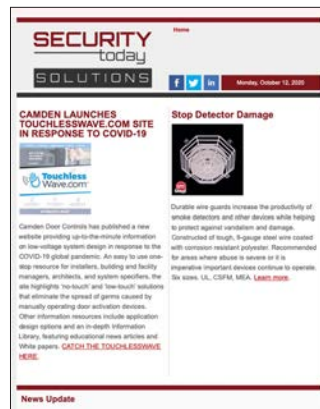 SECURITY
today
SOLUTIONS
Home
Monday, October 12, 2020
CAMDEN LAUNCHES
TOUCHLESSWAVE.COM SITE
IN RESPONSE TO COVID-19
Touchless
Wave.com
Camden Door Controls has published a new
website providing up-to-the-minute information
on low-voltage system design in response to the
COVID-19 global pandemic. An easy to use one-
stop resource for installers, building and facility
managers, architects, and system specifiers, the
site highlights 'no-touch' and 'low-touch' solutions
that eliminate the spread of germs caused by
manually operating door activation devices.
Other information resources include application
design options and an in-depth Information
Library, featuring educational news articles and
White papers. CATCH THE TOUCHLESSWAVE
HERE.
Stop Detector Damage
Durable wire guards increase the productivity of
smoke detectors and other devices while helping
to protect against vandalism and damage.
Constructed of tough, 9-gauge steel wire coated
with corrosion resistant polyester. Recommended
for areas where abuse is severe or it is
imperative important devices continue to operate.
Six sizes. UL, CSFM, MEA. Learn more.
News Update